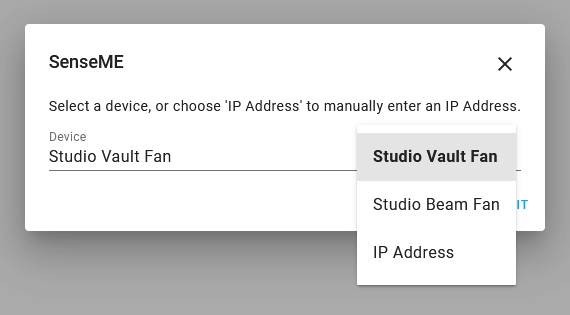 SenseME
Select a device, or choose 'IP Address' to manually enter an IP Address.
Device
Studio Vault Fan
Studio Vault Fan
Studio Beam Fan
IP Address
IT